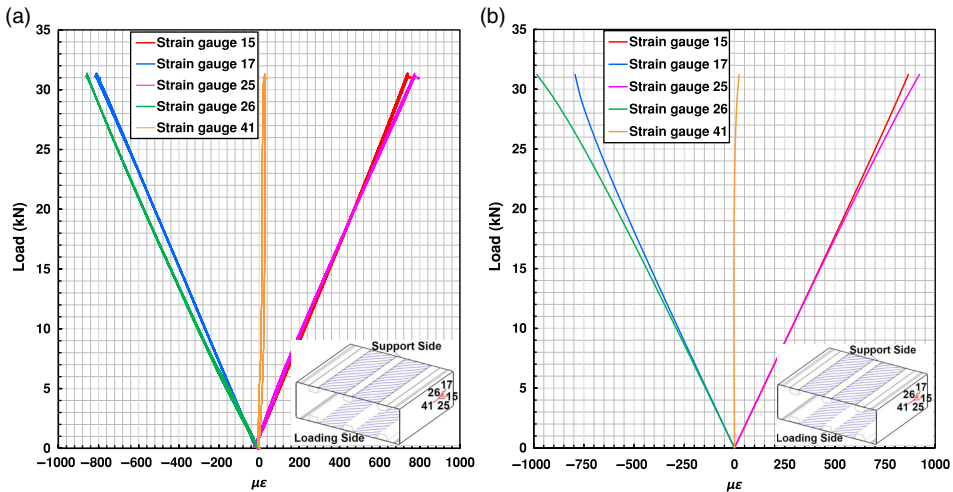 (a)
35
30
25
20
15
10
5
0
Load (kN)
Strain gauge 15
Strain gauge 17
Strain gauge 25
Strain gauge 26
Strain gauge 41
Support Side
17
26 15
41 25
Loading Side
−1000 −800 −600 −400 −200 0 200 400 600 800 1000
με
(b)
35
30
25
20
15
10
5
0
Load (kN)
Strain gauge 15
Strain gauge 17
Strain gauge 25
Strain gauge 26
Strain gauge 41
Support Side
17
26 15
41 25
Loading Side
−1000 −750 −500 −250 0 250 500 750 1000
με